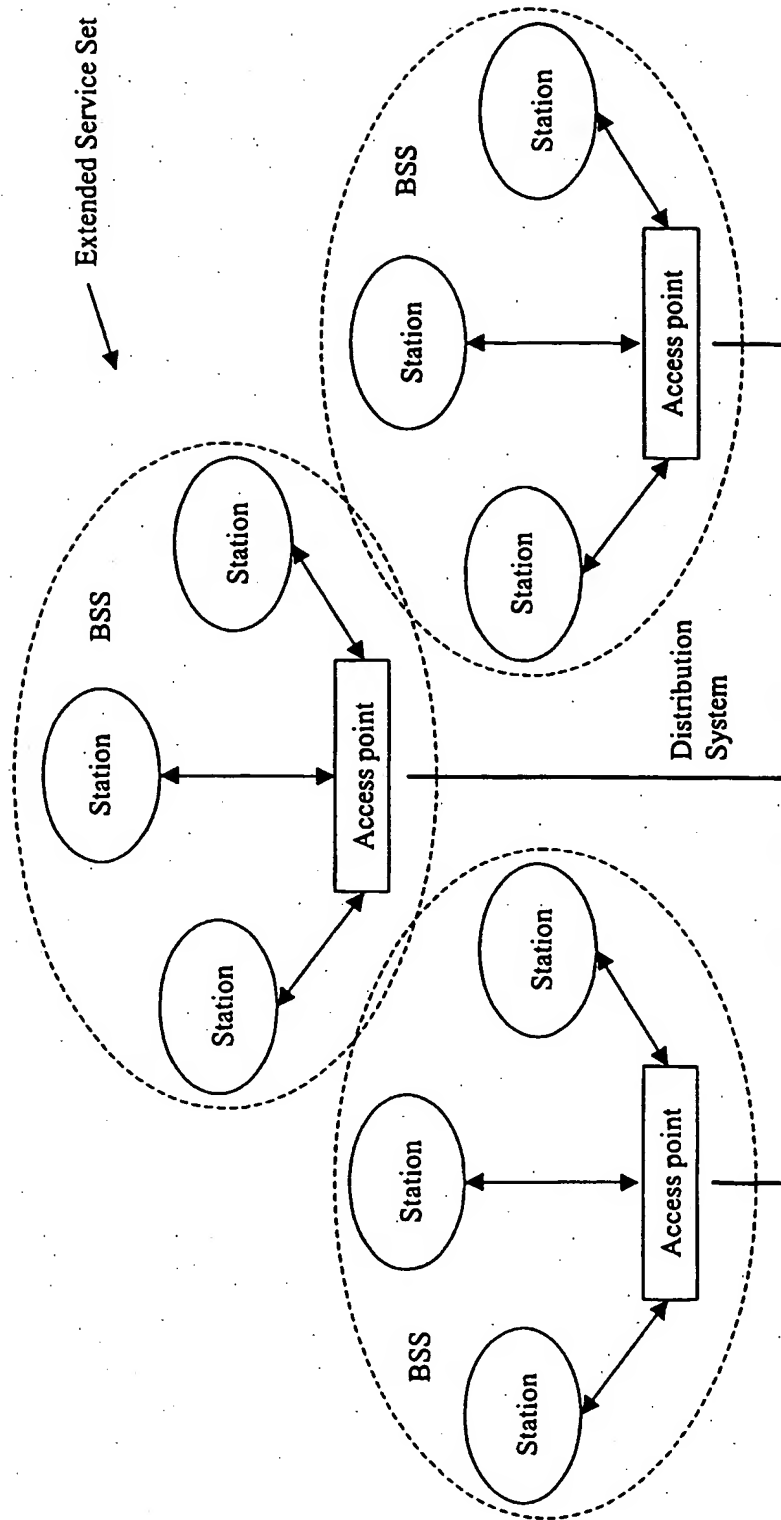 Extended Service Set
Station
BSS
Station
Station
Access point
BSS
Station
Station
Station
Access point
Station
BSS
Station
Station
Access point
Distribution
System